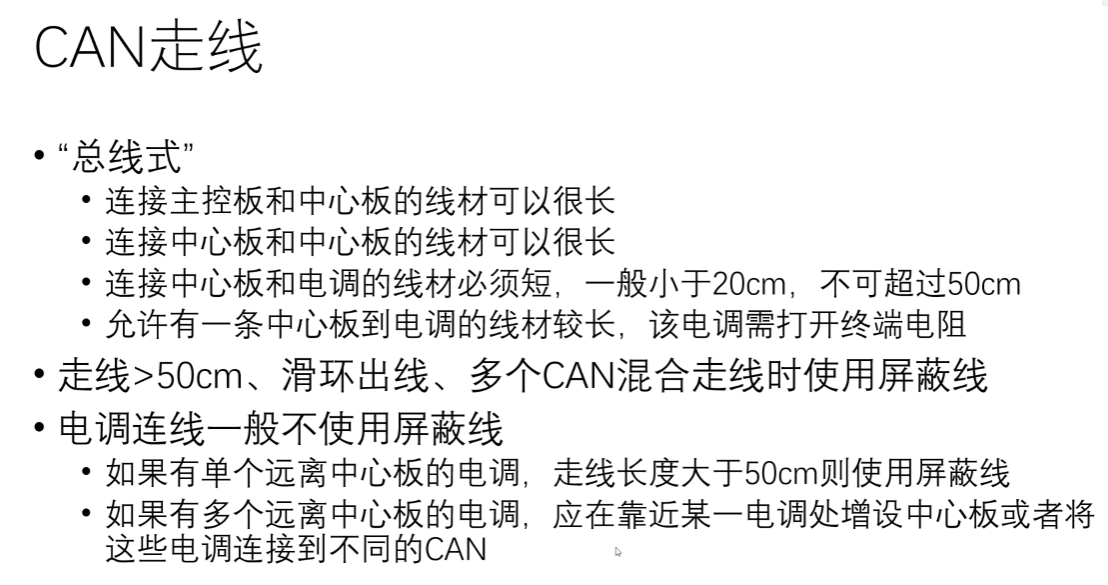 CAN走线
• “总线式”
• 连接主控板和中心板的线材可以很长
• 连接中心板和中心板的线材可以很长
• 连接中心板和电调的线材必须短，一般小于20cm，不可超过50cm
• 允许有一条中心板到电调的线材较长，该电调需打开终端电阻
• 走线>50cm、滑环出线、多个CAN混合走线时使用屏蔽线
• 电调连线一般不使用屏蔽线
• 如果有单个远离中心板的电调，走线长度大于50cm则使用屏蔽线
• 如果有多个远离中心板的电调，应在靠近某一电调处增设中心板或者将
这些电调连接到不同的CAN